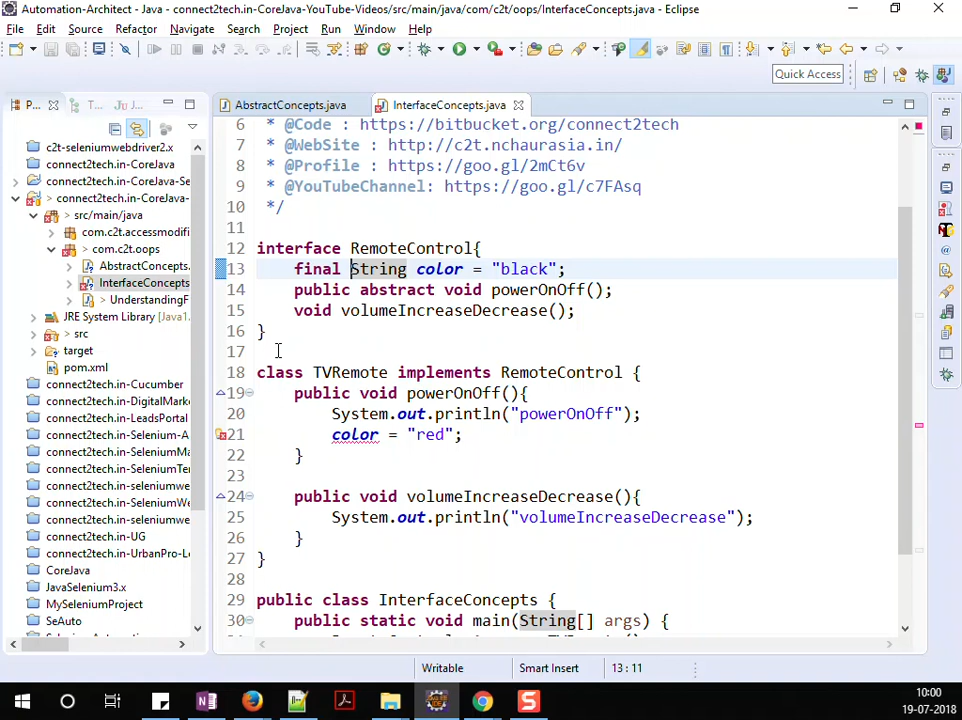 Automation-Architect - Java - connect2tech.in-CoreJava-YouTube-Videos/src/main/java/com/c2t/oops/InterfaceConcepts.java - Eclipse
File Edit Source Refactor Navigate Search Project Run Window Help
Quick Access
P... T... Ju J...
AbstractConcepts.java InterfaceConcepts.java
c2t-seleniumwebdriver2.x
connect2tech.in-CoreJava
connect2tech.in-CoreJava-Se
connect2tech.in-CoreJava-
> src/main/java
com.c2t.accessmodifi
> com.c2t.oops
AbstractConcepts.
InterfaceConcepts
> UnderstandingF
JRE System Library [Java1.
> src
target
pom.xml
connect2tech.in-Cucumber
connect2tech.in-DigitalMarke
connect2tech.in-LeadsPortal
connect2tech.in-Selenium-A
connect2tech.in-SeleniumMa
connect2tech.in-SeleniumTe
connect2tech.in-seleniumwe
connect2tech.in-SeleniumWe
connect2tech.in-seleniumwe
connect2tech.in-UG
connect2tech.in-UrbanPro-Le
CoreJava
JavaSelenium3.x
MySeleniumProject
SeAuto
6 * @Code : https://bitbucket.org/connect2tech
7 * @WebSite : http://c2t.nchaurasia.in/
8 * @Profile : https://goo.gl/2mCt6v
9 * @YouTubeChannel: https://goo.gl/c7FAsq
10 */
11
12 interface RemoteControl{
13 final String color = "black";
14 public abstract void powerOnOff();
15 void volumeIncreaseDecrease();
16 }
17
18 class TVRemote implements RemoteControl {
19 public void powerOnOff(){
20 System.out.println("powerOnOff");
21 color = "red";
22 }
23
24 public void volumeIncreaseDecrease(){
25 System.out.println("volumeIncreaseDecrease");
26 }
27 }
28
29 public class InterfaceConcepts {
30 public static void main(String[] args) {
Writable Smart Insert 13 : 11
10:00
19-07-2018